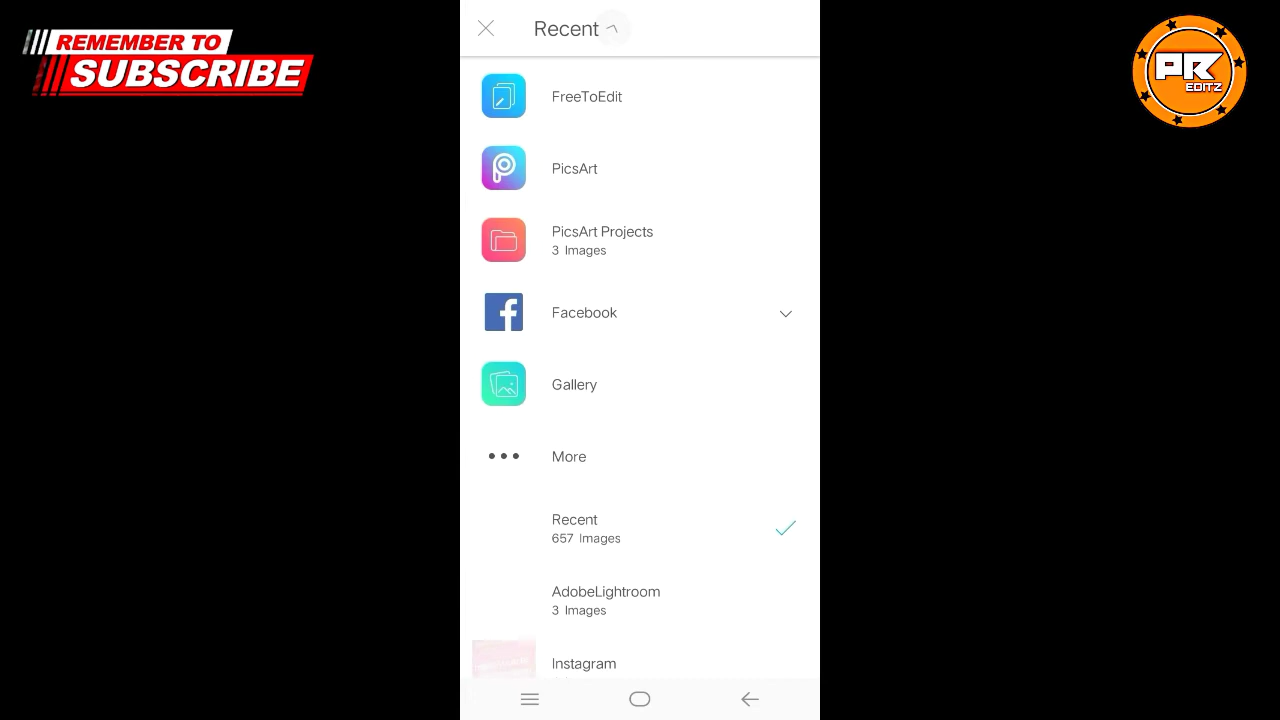 REMEMBER TO
SUBSCRIBE
PR
EDITZ
Recent
FreeToEdit
PicsArt
PicsArt Projects
3 Images
Facebook
Gallery
More
Recent
657 Images
AdobeLightroom
3 Images
Instagram